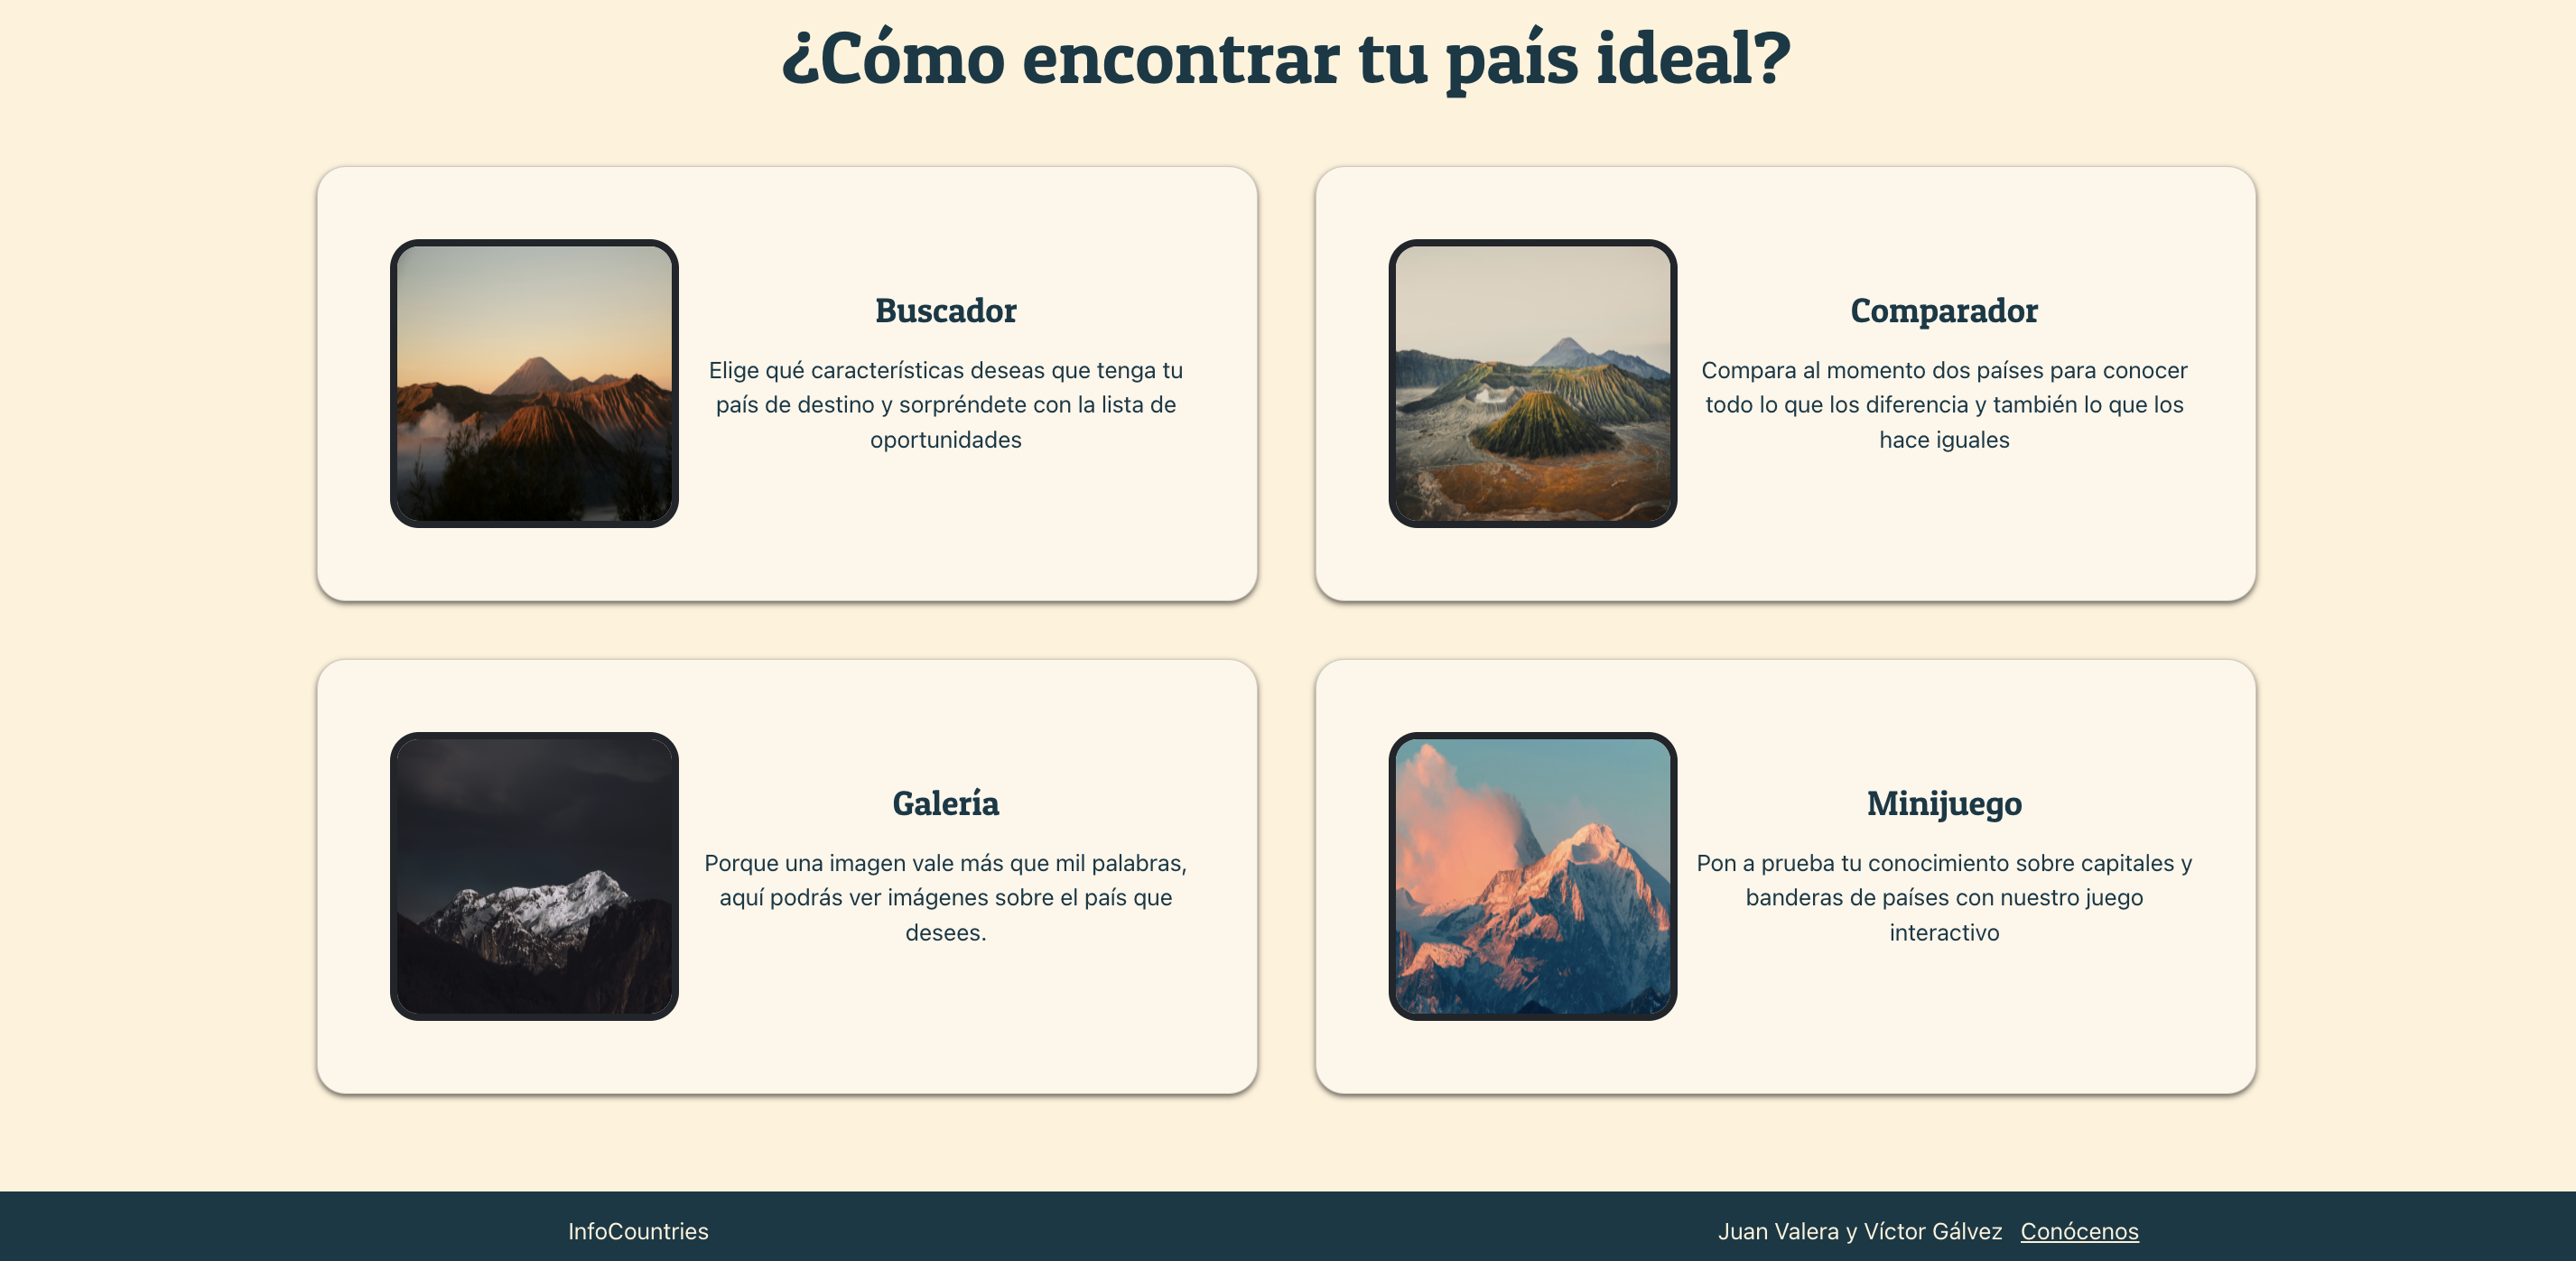 ¿Cómo encontrar tu país ideal?
Buscador
Elige qué características deseas que tenga tu
país de destino y sorpréndete con la lista de
oportunidades
Comparador
Compara al momento dos países para conocer
todo lo que los diferencia y también lo que los
hace iguales
Galería
Porque una imagen vale más que mil palabras,
aquí podrás ver imágenes sobre el país que
desees.
Minijuego
Pon a prueba tu conocimiento sobre capitales y
banderas de países con nuestro juego
interactivo
InfoCountries
Juan Valera y Víctor Gálvez Conócenos